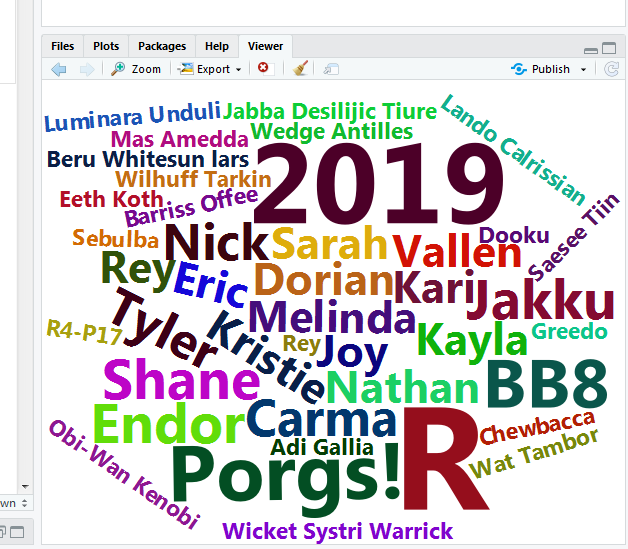 Files Plots Packages Help Viewer
Zoom Export Publish
Luminara Unduli Jabba Desilijic Tiure Lando Calrissian
Mas Amedda Wedge Antilles
Beru Whitesun lars 2019
Wilhuff Tarkin
Eeth Koth Barriss Offee Saesee Tiin
Sebulba Nick Sarah Vallen Dooku
Rey Eric Dorian Kari Jakku
Tyler Melinda
R4-P17 Kristie Rey Joy Kayla Greedo
Shane Nathan BB8
Endor Carma R Chewbacca
Adi Gallia Wat Tambor
Obi-Wan Kenobi Porgs!
wn
Wicket Systri Warrick